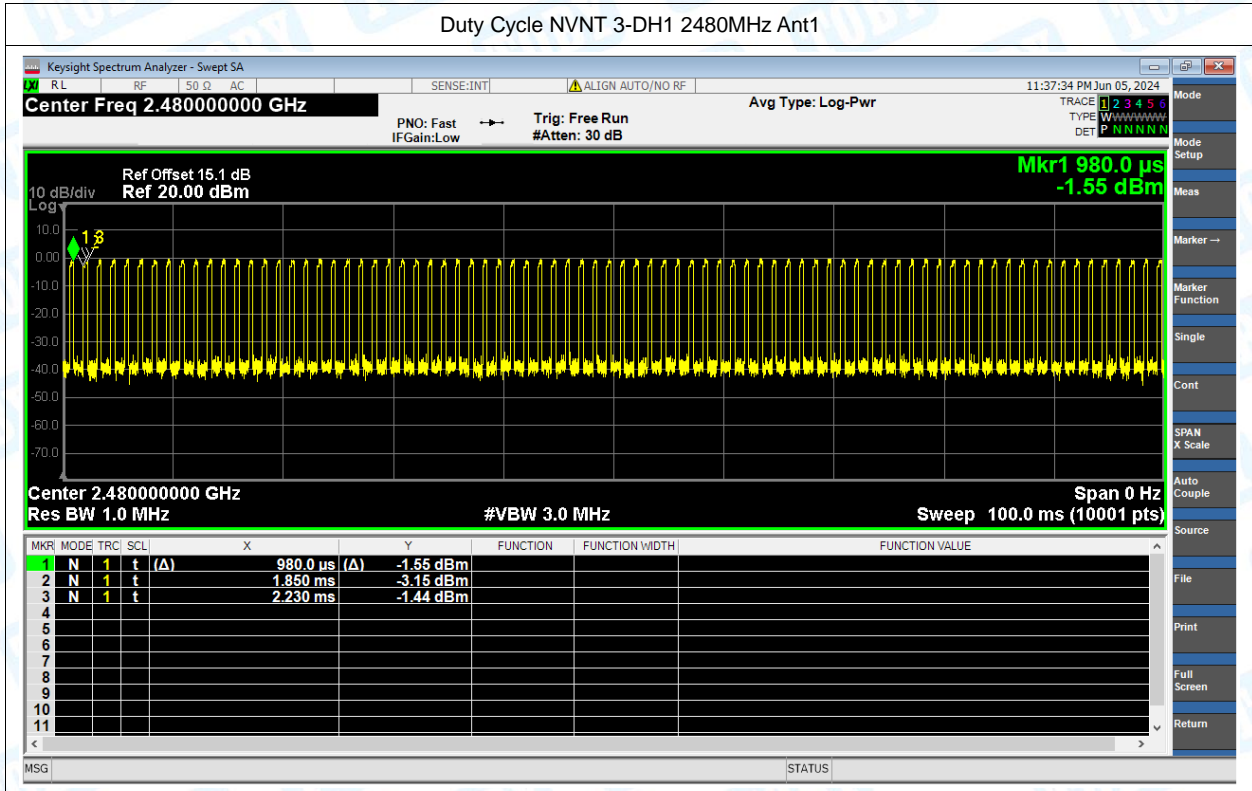 Duty Cycle NVNT 3-DH1 2480MHz Ant1
Keysight Spectrum Analyzer - Swept SA
LXI RL RF 50 Ω AC SENSE:INT ALIGN AUTO/NO RF 11:37:34 PM Jun 05, 2024
Center Freq 2.480000000 GHz
Avg Type: Log-Pwr
TRACE 1 2 3 4 5 6
PNO: Fast Trig: Free Run
TYPE WWWWWW
IFGain:Low #Atten: 30 dB
DET P N N N N N
Mkr1 980.0 µs
Ref Offset 15.1 dB
-1.55 dBm
10 dB/div Ref 20.00 dBm
Log
10.0
1 2 3
0.00
-10.0
-20.0
-30.0
-40.0
-50.0
-60.0
-70.0
Center 2.480000000 GHz Span 0 Hz
Res BW 1.0 MHz #VBW 3.0 MHz Sweep 100.0 ms (10001 pts)
MKR MODE TRC SCL X Y FUNCTION FUNCTION WIDTH FUNCTION VALUE
1 N 1 t (Δ) 980.0 µs (Δ) -1.55 dBm
2 N 1 t 1.850 ms -3.15 dBm
3 N 1 t 2.230 ms -1.44 dBm
4
5
6
7
8
9
10
11
MSG STATUS
Mode
Mode Setup
Meas
Marker →
Marker Function
Single
Cont
SPAN X Scale
Auto Couple
Source
File
Print
Full Screen
Return